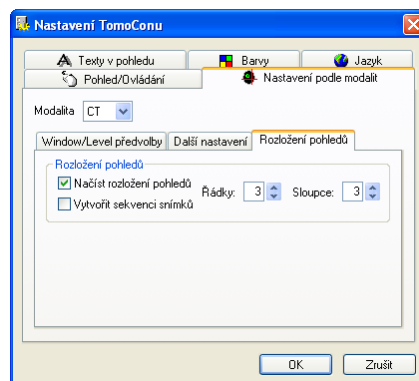 Nastavení TomoConu
Texty v pohledu
Barvy
Jazyk
Pohled/Ovládání
Nastavení podle modalit
Modalita CT
Window/Level předvolby
Další nastavení
Rozložení pohledů
Rozložení pohledů
Načíst rozložení pohledů
Řádky: 3
Sloupce: 3
Vytvořit sekvenci snímků
OK
Zrušit